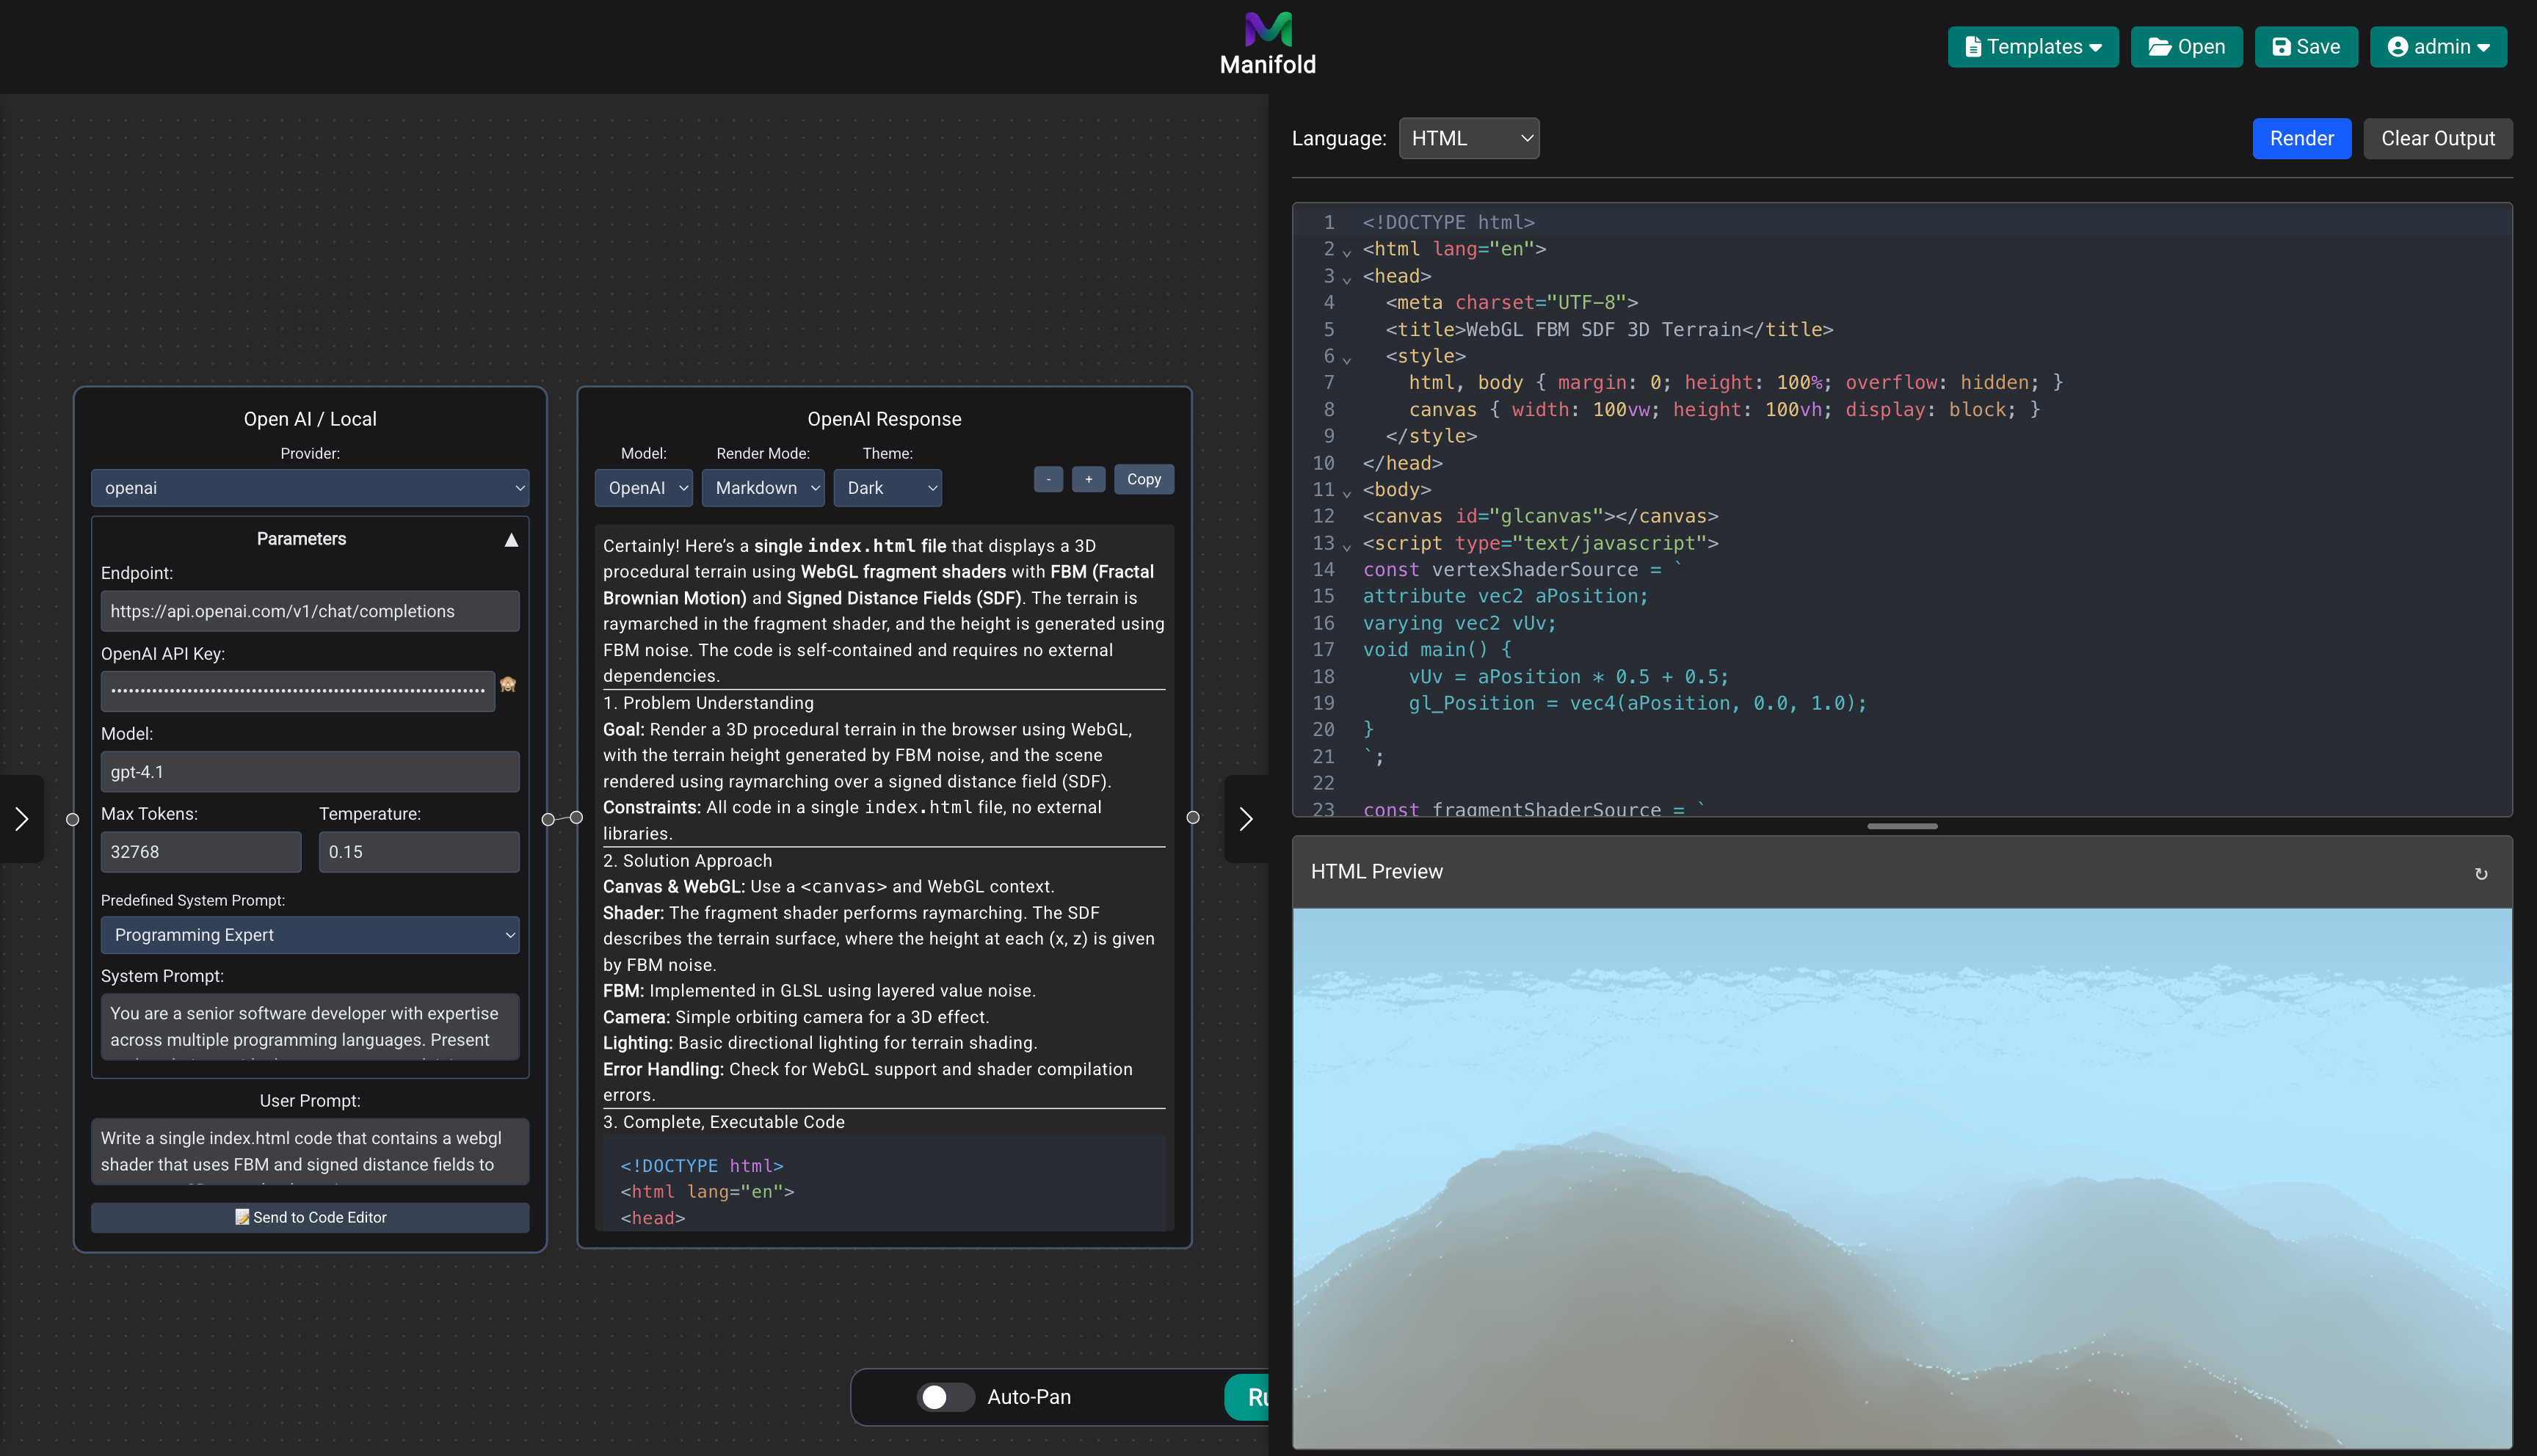 Manifold
Templates
Open
Save
admin
Open AI / Local
Provider:
openai
Parameters
Endpoint:
https://api.openai.com/v1/chat/completions
OpenAI API Key:
Model:
gpt-4.1
Max Tokens:
Temperature:
32768
0.15
Predefined System Prompt:
Programming Expert
System Prompt:
You are a senior software developer with expertise
across multiple programming languages. Present
User Prompt:
Write a single index.html code that contains a webgl
shader that uses FBM and signed distance fields to
📝 Send to Code Editor
OpenAI Response
Model:
Render Mode:
Theme:
OpenAI
Markdown
Dark
-
+
Copy
Certainly! Here’s a single index.html file that displays a 3D
procedural terrain using WebGL fragment shaders with FBM (Fractal
Brownian Motion) and Signed Distance Fields (SDF). The terrain is
raymarched in the fragment shader, and the height is generated using
FBM noise. The code is self-contained and requires no external
dependencies.
1. Problem Understanding
Goal: Render a 3D procedural terrain in the browser using WebGL,
with the terrain height generated by FBM noise, and the scene
rendered using raymarching over a signed distance field (SDF).
Constraints: All code in a single index.html file, no external
libraries.
2. Solution Approach
Canvas & WebGL: Use a <canvas> and WebGL context.
Shader: The fragment shader performs raymarching. The SDF
describes the terrain surface, where the height at each (x, z) is given
by FBM noise.
FBM: Implemented in GLSL using layered value noise.
Camera: Simple orbiting camera for a 3D effect.
Lighting: Basic directional lighting for terrain shading.
Error Handling: Check for WebGL support and shader compilation
errors.
3. Complete, Executable Code
<!DOCTYPE html>
<html lang="en">
<head>
Auto-Pan
Language:
HTML
Render
Clear Output
1 <!DOCTYPE html>
2 <html lang="en">
3 <head>
4 <meta charset="UTF-8">
5 <title>WebGL FBM SDF 3D Terrain</title>
6 <style>
7 html, body { margin: 0; height: 100%; overflow: hidden; }
8 canvas { width: 100vw; height: 100vh; display: block; }
9 </style>
10 </head>
11 <body>
12 <canvas id="glcanvas"></canvas>
13 <script type="text/javascript">
14 const vertexShaderSource = `
15 attribute vec2 aPosition;
16 varying vec2 vUv;
17 void main() {
18 vUv = aPosition * 0.5 + 0.5;
19 gl_Position = vec4(aPosition, 0.0, 1.0);
20 }
21 `;
22
23 const fragmentShaderSource = `
HTML Preview